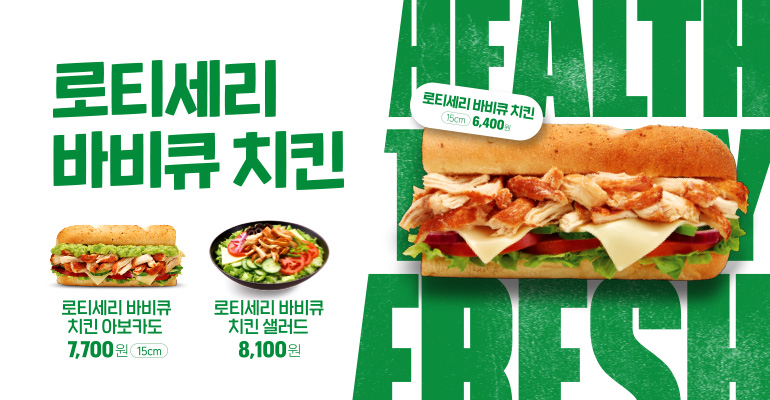 로티세리
바비큐 치킨
로티세리 바비큐
치킨 아보카도
7,700원 15cm
로티세리 바비큐
치킨 샐러드
8,100원
HEALTH
로티세리 바비큐 치킨
15cm 6,400원
FRESH